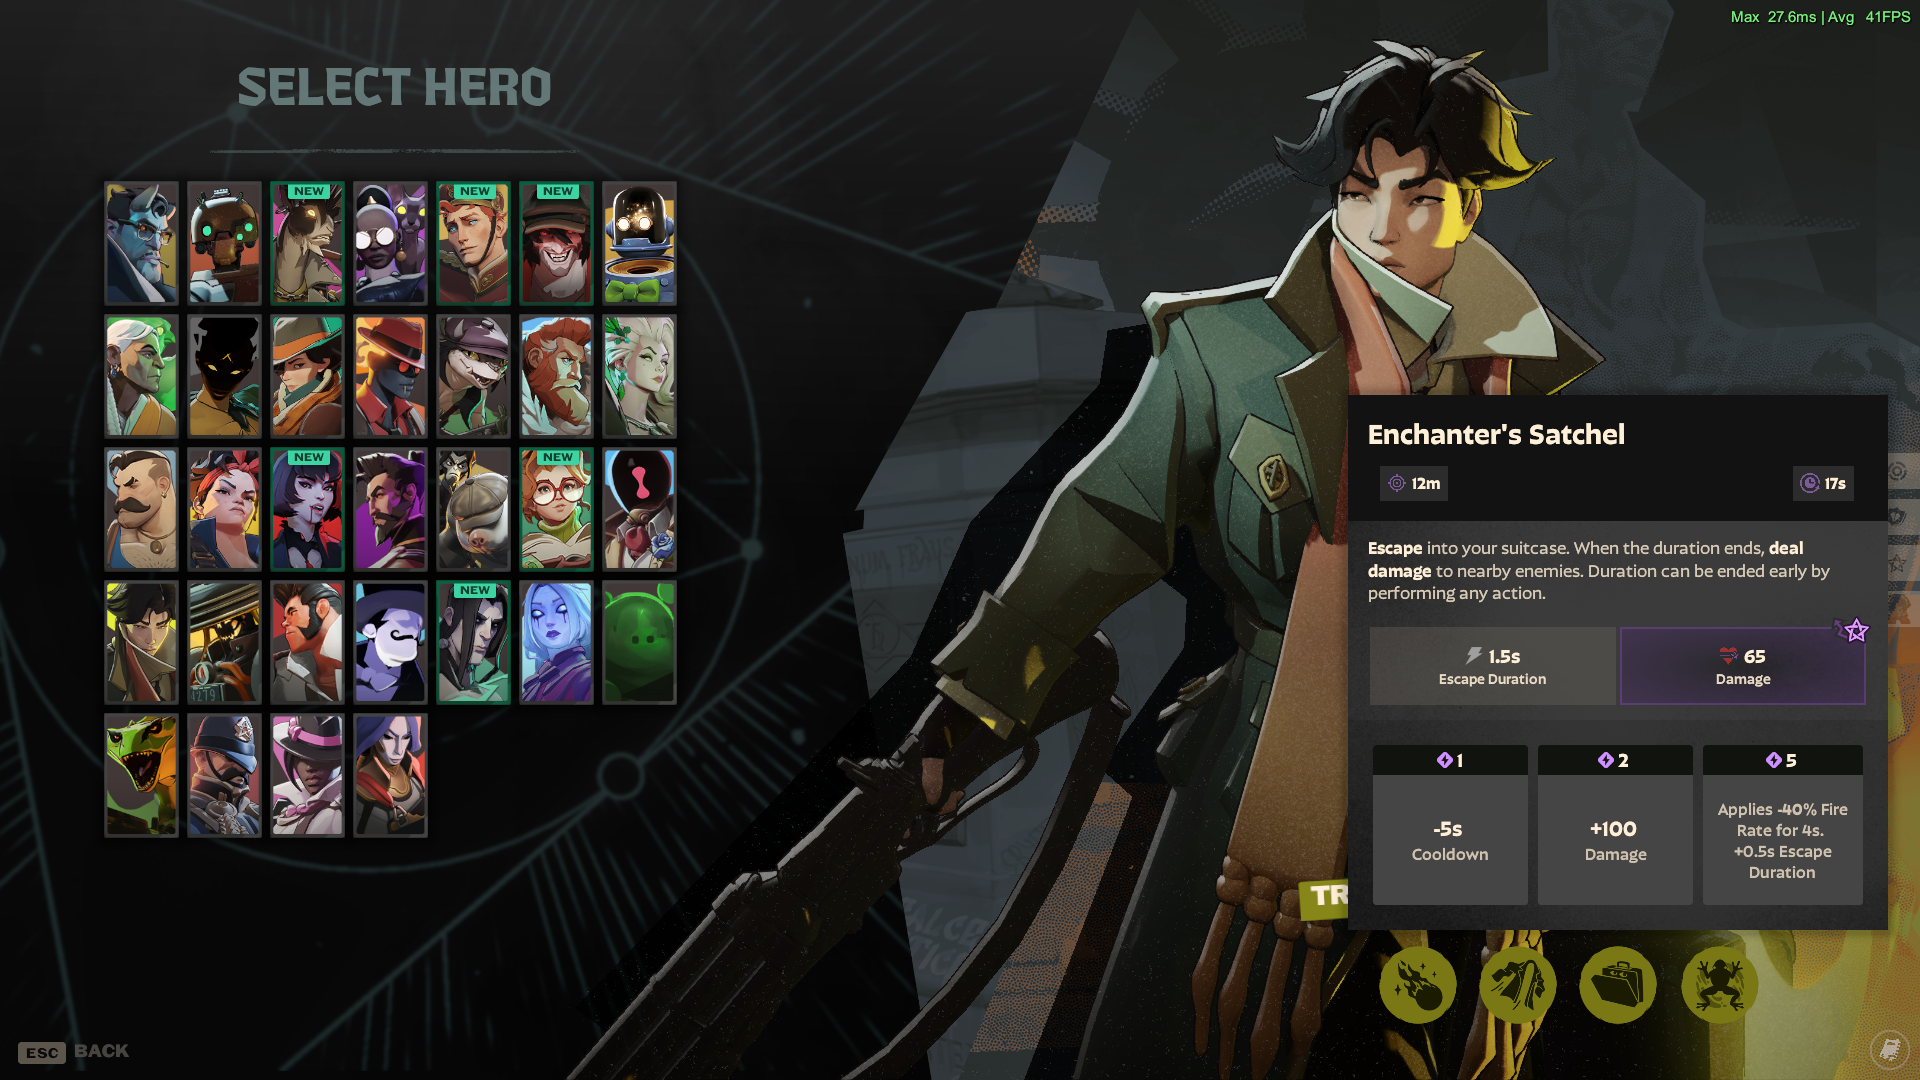 Max 27.6ms | Avg 41FPS
SELECT HERO
NEW
NEW
NEW
NEW
NEW
NEW
1279
Enchanter's Satchel
12m
17s
Escape into your suitcase. When the duration ends, deal
damage to nearby enemies. Duration can be ended early by
performing any action.
1.5s
Escape Duration
65
Damage
1
-5s
Cooldown
2
+100
Damage
5
Applies -40% Fire
Rate for 4s.
+0.5s Escape
Duration
TR
ESC BACK